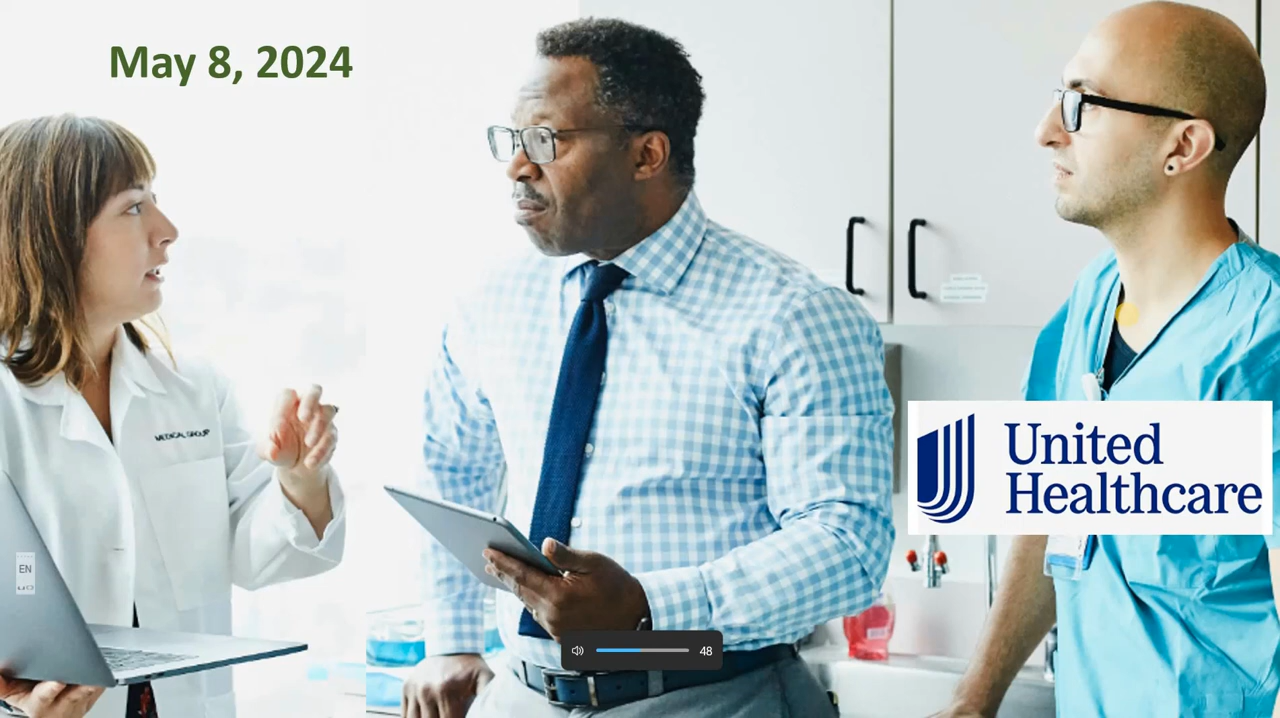 May 8, 2024
MEDICAL GROUP
United
Healthcare
EN
48